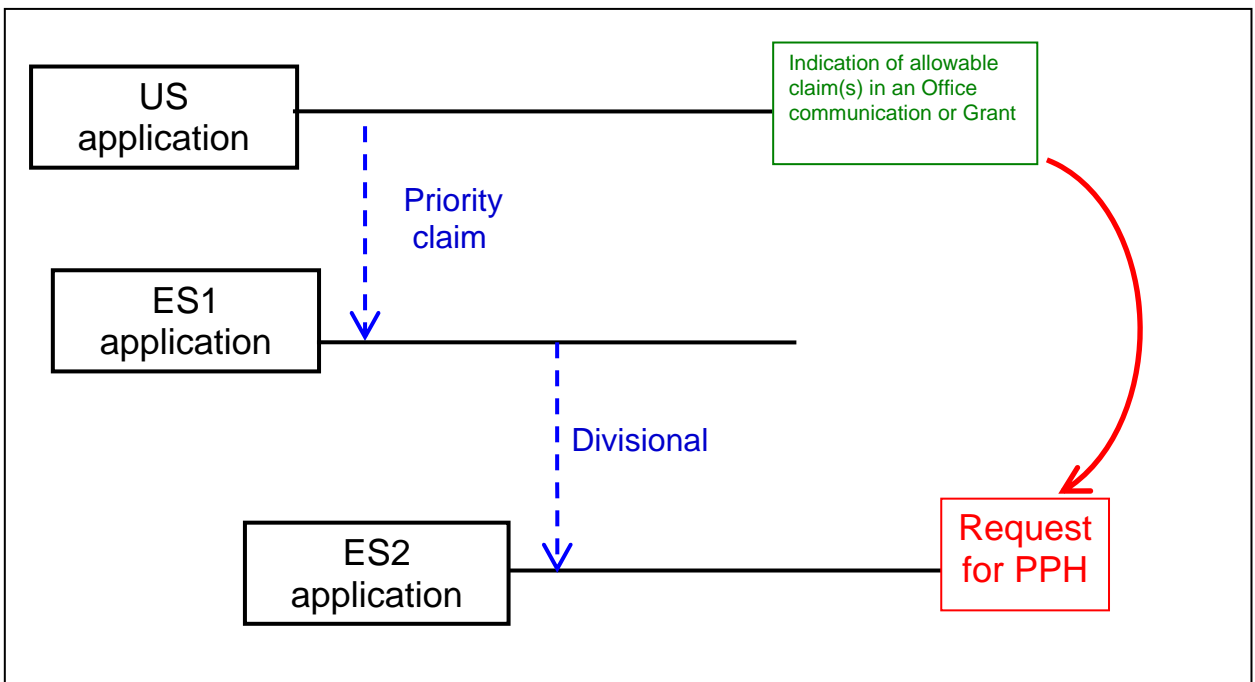 US
application
Indication of allowable
claim(s) in an Office
communication or Grant
Priority
claim
ES1
application
Divisional
ES2
application
Request
for PPH